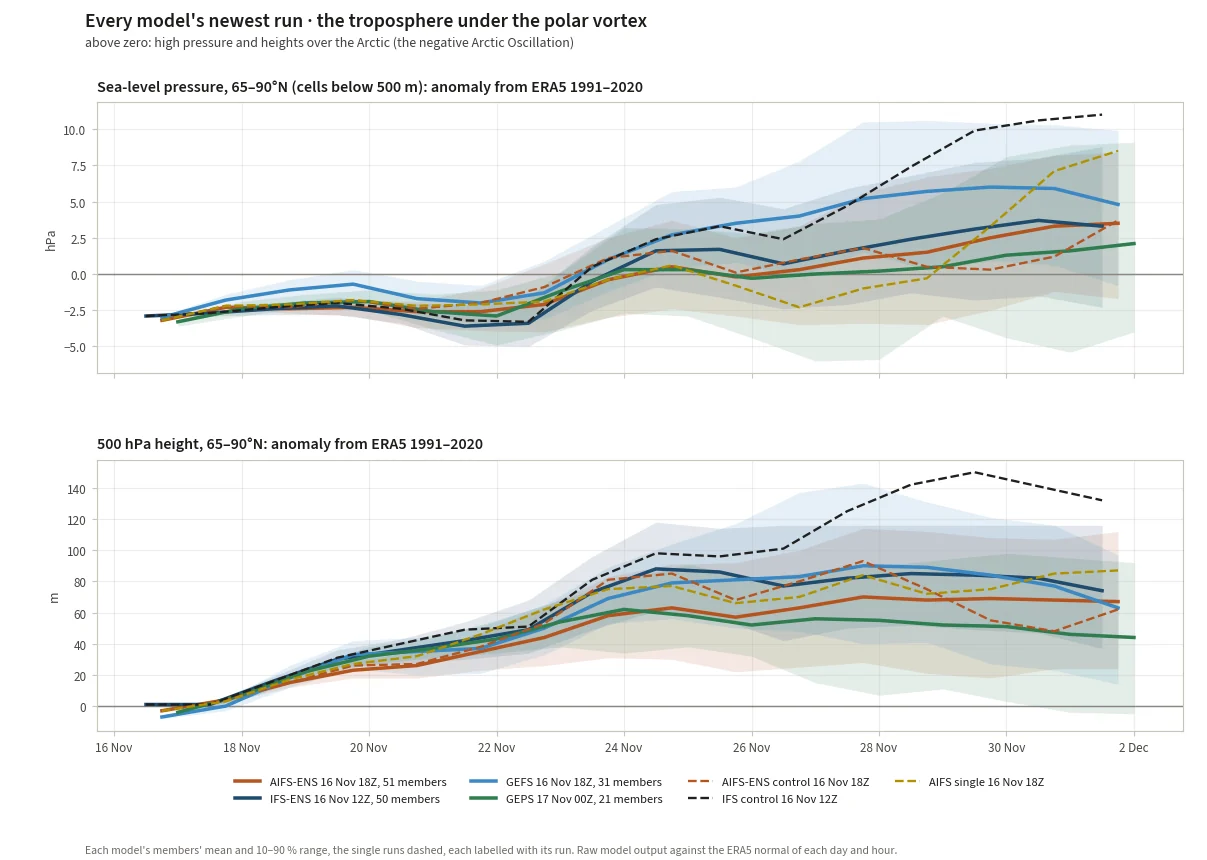 Every model's newest run · the troposphere under the polar vortex
above zero: high pressure and heights over the Arctic (the negative Arctic Oscillation)
Sea-level pressure, 65–90°N (cells below 500 m): anomaly from ERA5 1991–2020
10.0
7.5
5.0
2.5
0.0
−2.5
−5.0
hPa
500 hPa height, 65–90°N: anomaly from ERA5 1991–2020
140
120
100
80
60
40
20
0
m
16 Nov 18 Nov 20 Nov 22 Nov 24 Nov 26 Nov 28 Nov 30 Nov 2 Dec
AIFS-ENS 16 Nov 18Z, 51 members GEFS 16 Nov 18Z, 31 members AIFS-ENS control 16 Nov 18Z AIFS single 16 Nov 18Z
IFS-ENS 16 Nov 12Z, 50 members GEPS 17 Nov 00Z, 21 members IFS control 16 Nov 12Z
Each model's members' mean and 10–90 % range, the single runs dashed, each labelled with its run. Raw model output against the ERA5 normal of each day and hour.